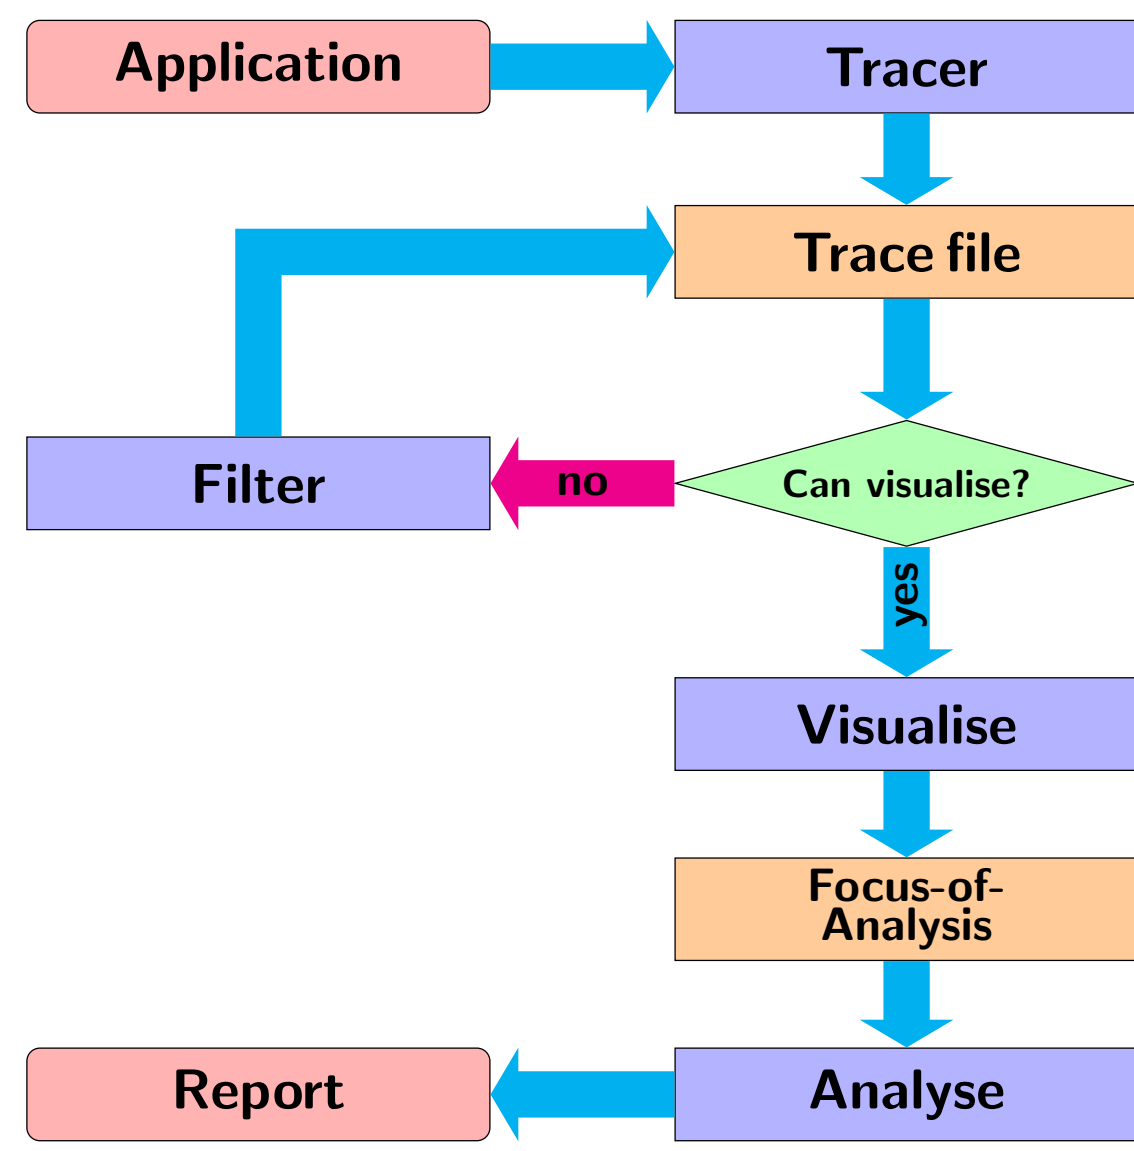 Application
Tracer
Trace file
Filter
no
Can visualise?
yes
Visualise
Focus-of-
Analysis
Report
Analyse